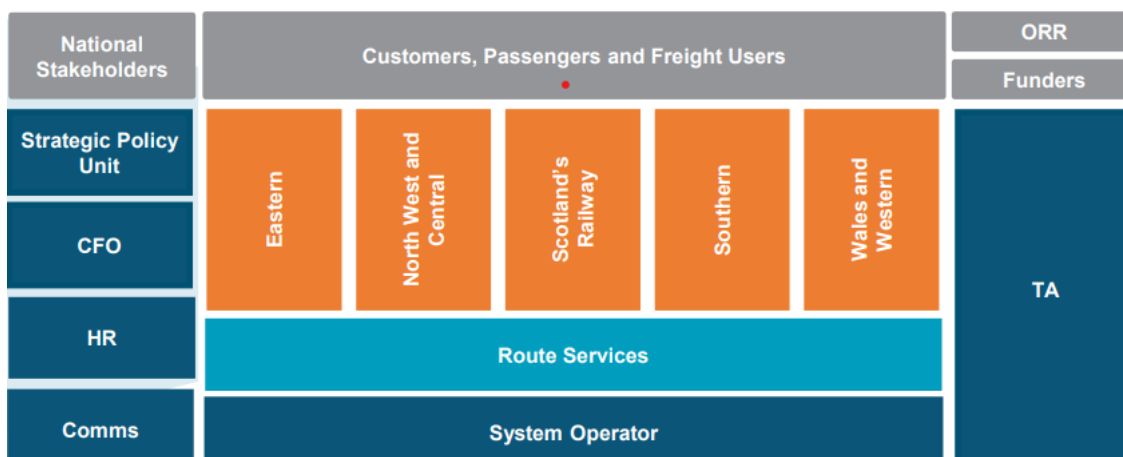 National
Stakeholders
Customers, Passengers and Freight Users
ORR
Funders
Strategic Policy
Unit
CFO
HR
Comms
Eastern
North West and
Central
Scotland's
Railway
Southern
Wales and
Western
Route Services
System Operator
TA